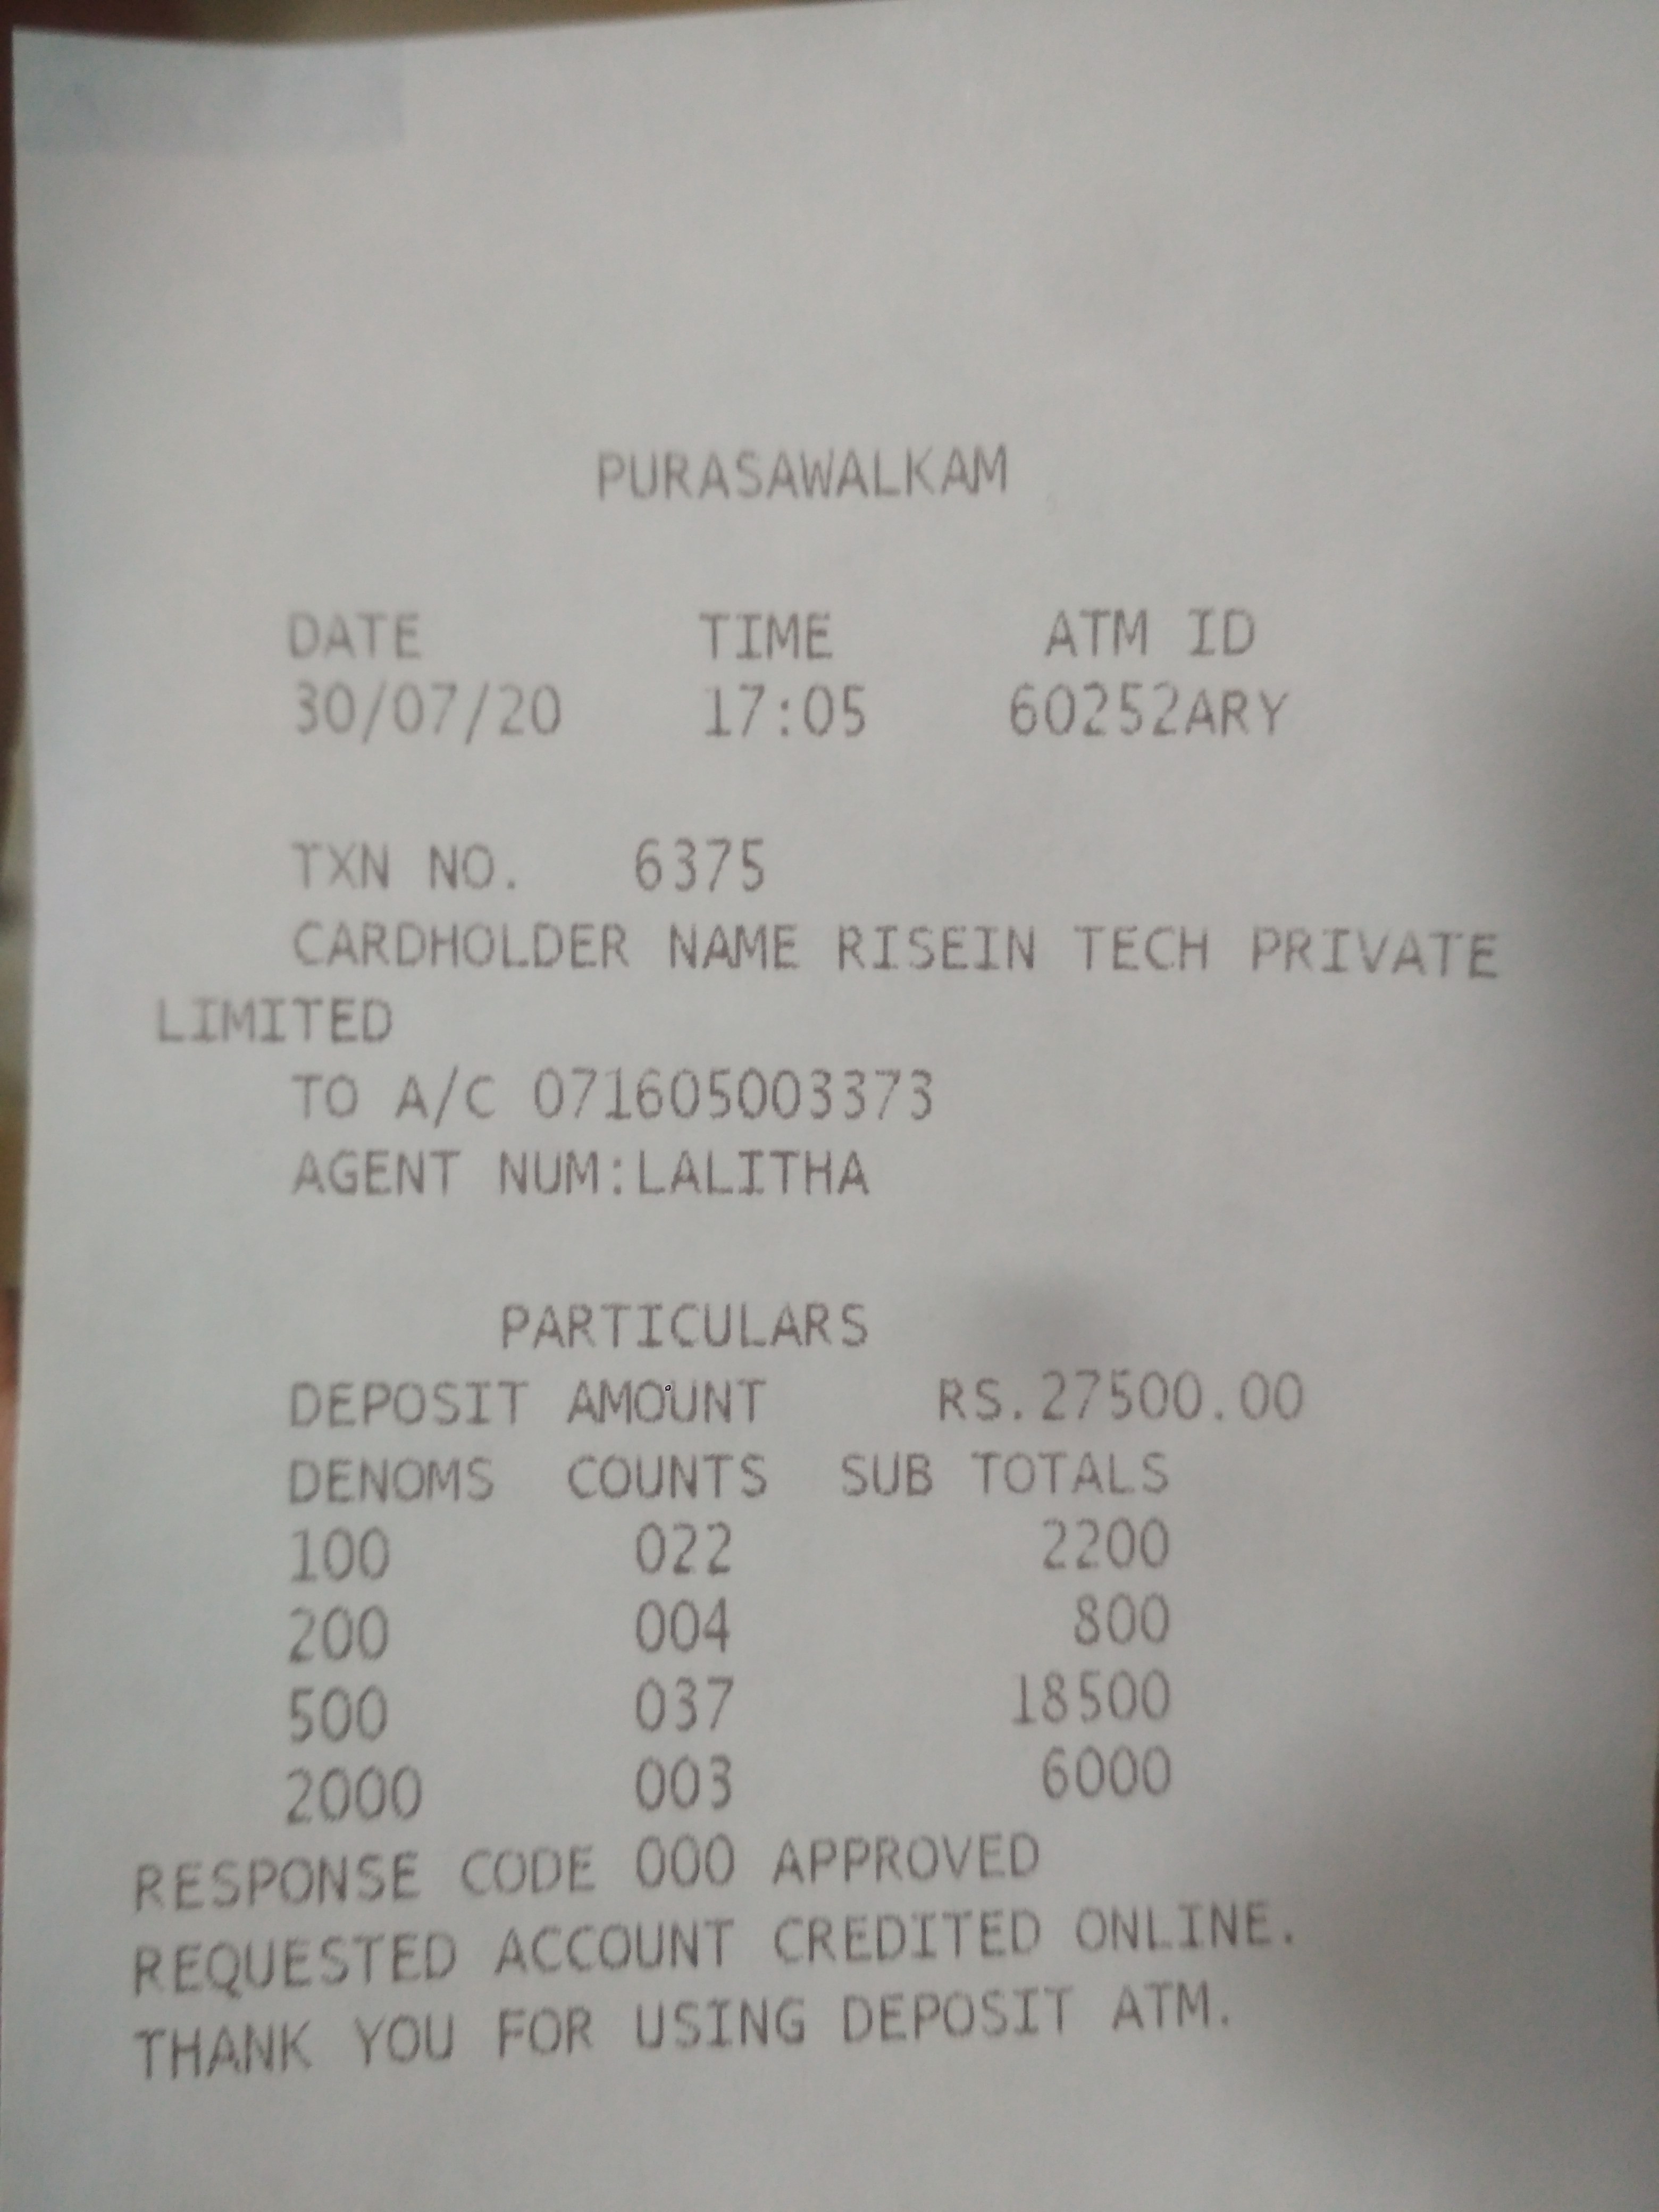 PURASAWALKAM
DATE TIME ATM ID
30/07/20 17:05 60252ARY
TXN NO. 6375
CARDHOLDER NAME RISEIN TECH PRIVATE
LIMITED
TO A/C 071605003373
AGENT NUM:LALITHA
PARTICULARS
DEPOSIT AMOUNT RS.27500.00
DENOMS COUNTS SUB TOTALS
100 022 2200
200 004 800
500 037 18500
2000 003 6000
RESPONSE CODE 000 APPROVED
REQUESTED ACCOUNT CREDITED ONLINE.
THANK YOU FOR USING DEPOSIT ATM.